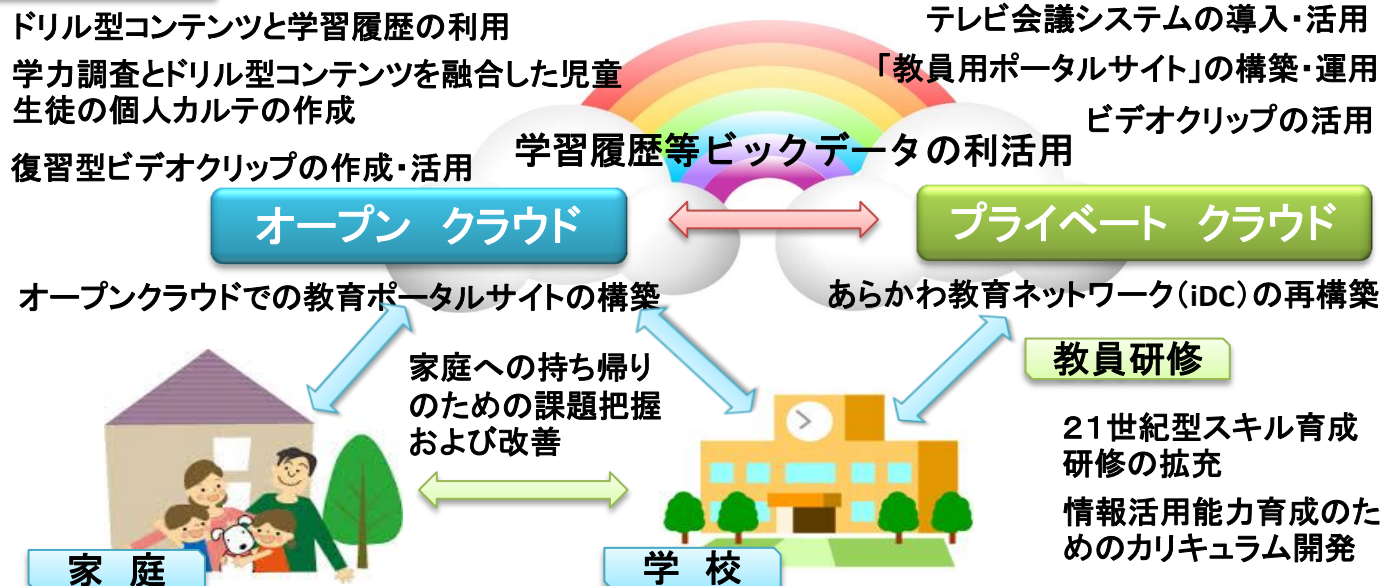 ドリル型コンテンツと学習履歴の利用
学力調査とドリル型コンテンツを融合した児童
生徒の個人カルテの作成
復習型ビデオクリップの作成・活用
テレビ会議システムの導入・活用
「教員用ポータルサイト」の構築・運用
ビデオクリップの活用
学習履歴等ビックデータの利活用
オープン クラウド
プライベート クラウド
オープンクラウドでの教育ポータルサイトの構築
あらかわ教育ネットワーク(iDC)の再構築
家庭への持ち帰り
のための課題把握
および改善
教員研修
21世紀型スキル育成
研修の拡充
情報活用能力育成のた
めのカリキュラム開発
家 庭
学 校